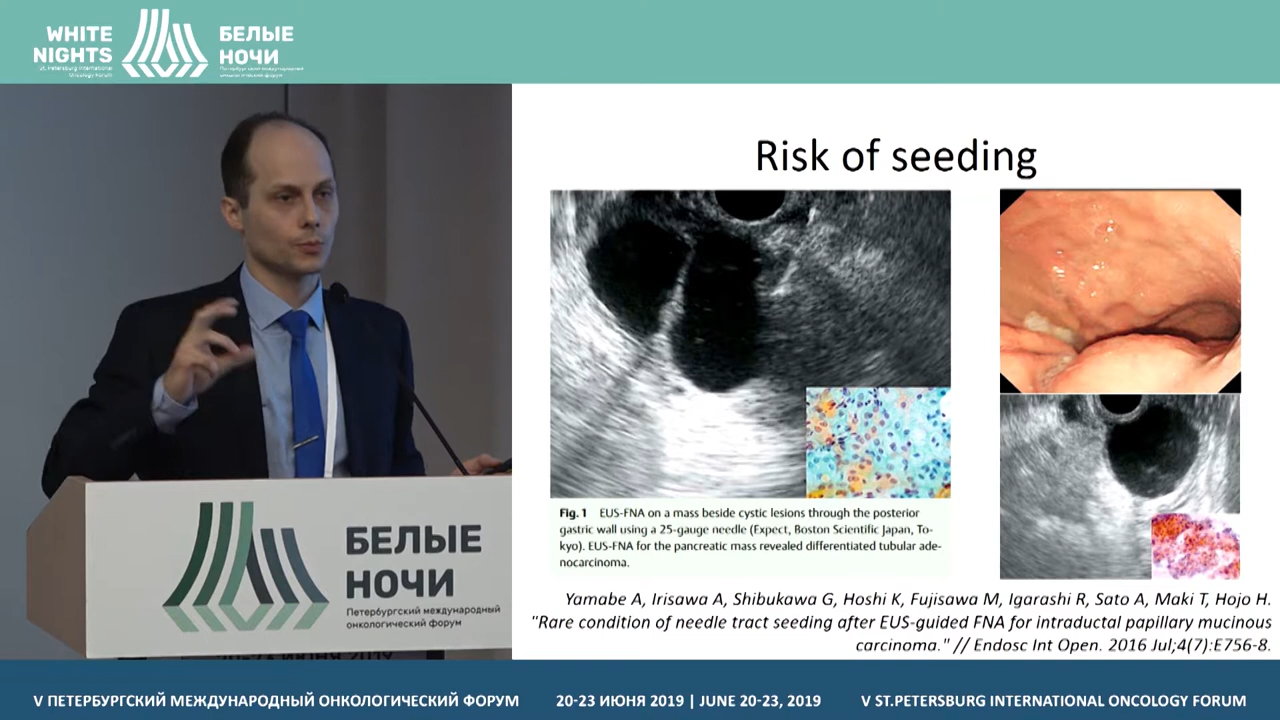 WHITE
NIGHTS
St. Petersburg International
Oncology Forum
БЕЛЫЕ
НОЧИ
Петербургский международный
онкологический форум
Risk of seeding
Fig. 1 EUS-FNA on a mass beside cystic lesions through the posterior
gastric wall using a 25-gauge needle (Expect, Boston Scientific Japan, To-
kyo). EUS-FNA for the pancreatic mass revealed differentiated tubular ade-
nocarcinoma.
Yamabe A, Irisawa A, Shibukawa G, Hoshi K, Fujisawa M, Igarashi R, Sato A, Maki T, Hojo H.
"Rare condition of needle tract seeding after EUS-guided FNA for intraductal papillary mucinous
carcinoma." // Endosc Int Open. 2016 Jul;4(7):E756-8.
БЕЛЫЕ
НОЧИ
Петербургский международный
онкологический форум
20-23 ИЮНЯ 2019
V ПЕТЕРБУРГСКИЙ МЕЖДУНАРОДНЫЙ ОНКОЛОГИЧЕСКИЙ ФОРУМ 20-23 ИЮНЯ 2019 | JUNE 20-23, 2019 V ST.PETERSBURG INTERNATIONAL ONCOLOGY FORUM